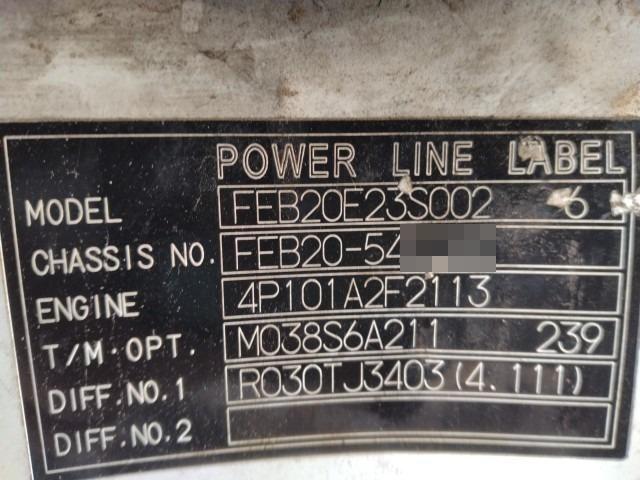 POWER LINE LABEL
MODEL FEB20E23S002 6
CHASSIS NO. FEB20-54
ENGINE 4P101A2F2113
T/M·OPT. M038S6A211 239
DIFF.NO.1 R030TJ3403(4.111)
DIFF.NO.2